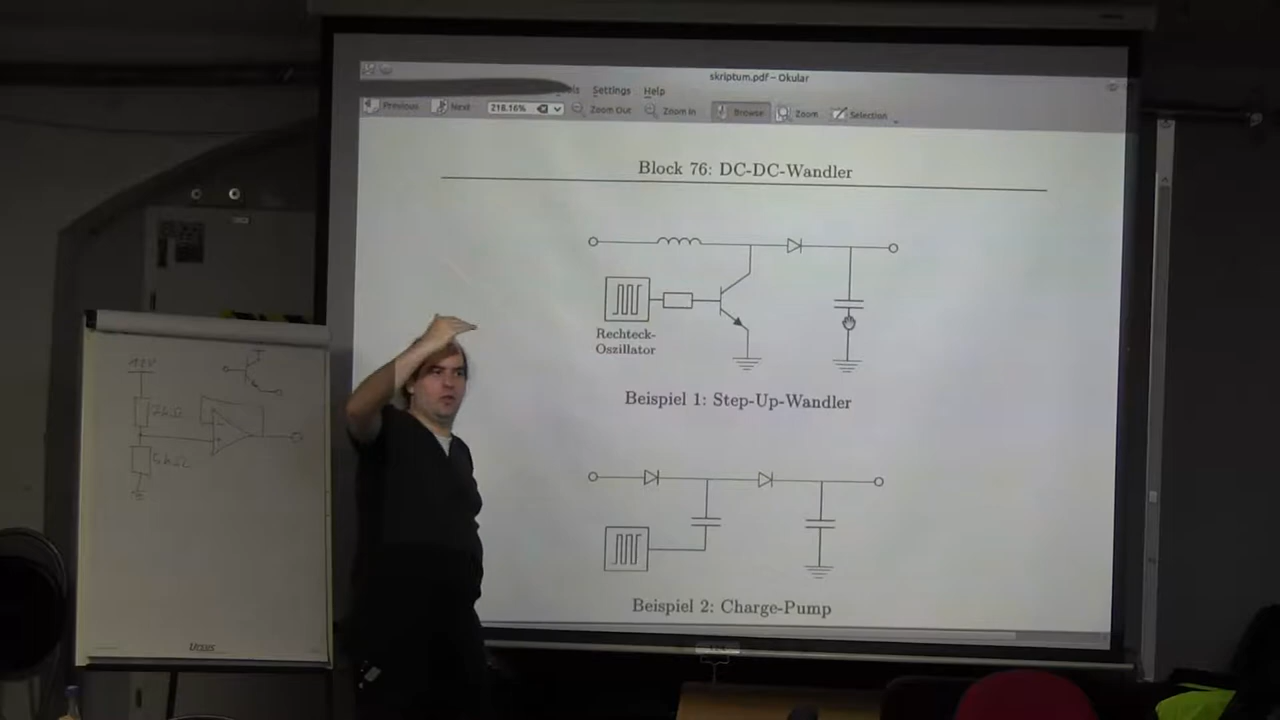 skriptum.pdf – Okular
Settings Help
Previous Next 218.16% Zoom Out Zoom In Browse Zoom Selection
Block 76: DC-DC-Wandler
Rechteck-
Oszillator
Beispiel 1: Step-Up-Wandler
Beispiel 2: Charge-Pump